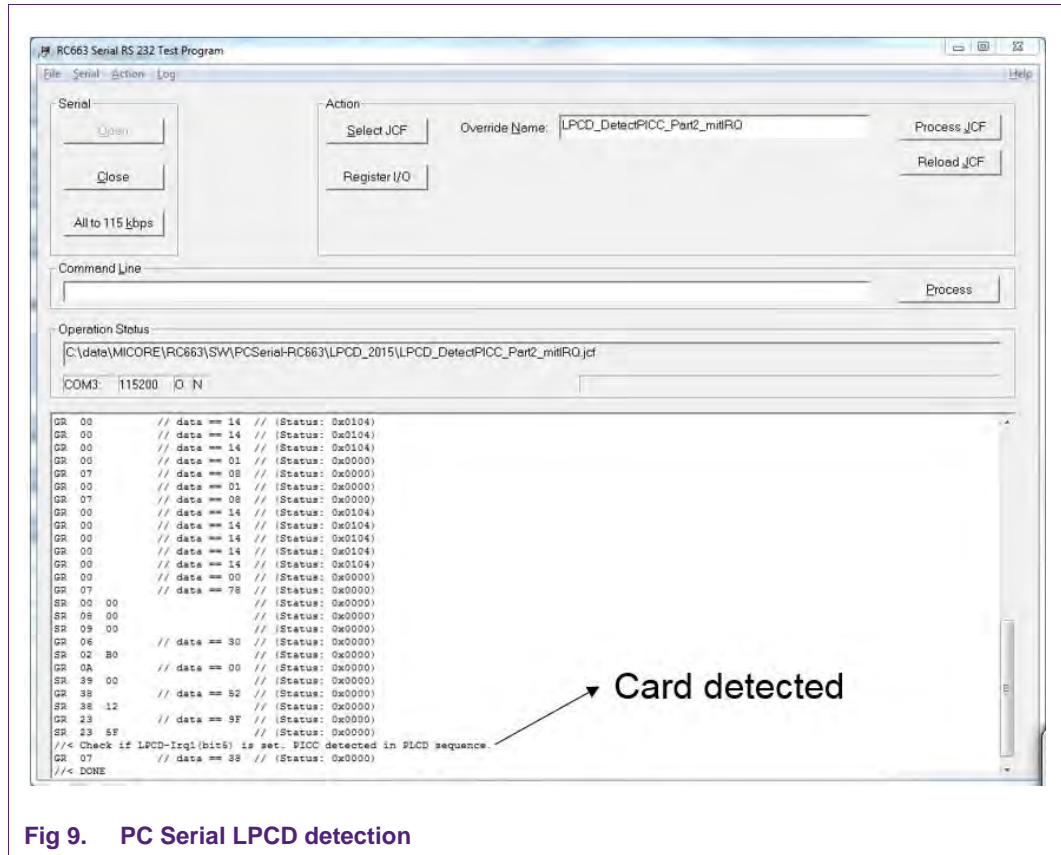 RC663 Serial RS 232 Test Program
File Serial Action Log Help
Serial
Open
Close
All to 115 kbps
Action
Select JCF
Override Name: LPCD_DetectPICC_Part2_mitIRQ
Process JCF
Register I/O
Reload JCF
Command Line
Process
Operation Status
C:\data\MICORE\RC663\SW\PCSerial-RC663\LPCD_2015\LPCD_DetectPICC_Part2_mitIRQ.jcf
COM3: 115200 O N
GR 00 // data == 14 // (Status: 0x0104)
GR 00 // data == 14 // (Status: 0x0104)
GR 00 // data == 14 // (Status: 0x0104)
GR 00 // data == 01 // (Status: 0x0000)
GR 07 // data == 08 // (Status: 0x0000)
GR 00 // data == 01 // (Status: 0x0000)
GR 07 // data == 08 // (Status: 0x0000)
GR 00 // data == 14 // (Status: 0x0104)
GR 00 // data == 14 // (Status: 0x0104)
GR 00 // data == 14 // (Status: 0x0104)
GR 00 // data == 14 // (Status: 0x0104)
GR 00 // data == 14 // (Status: 0x0104)
GR 00 // data == 00 // (Status: 0x0000)
GR 07 // data == 78 // (Status: 0x0000)
SR 00 00 // (Status: 0x0000)
SR 08 00 // (Status: 0x0000)
SR 09 00 // (Status: 0x0000)
GR 06 // data == 30 // (Status: 0x0000)
SR 02 B0 // (Status: 0x0000)
GR 0A // data == 00 // (Status: 0x0000)
SR 39 00 // (Status: 0x0000)
GR 38 // data == 52 // (Status: 0x0000)
SR 38 12 // (Status: 0x0000)
GR 23 // data == 9F // (Status: 0x0000)
SR 23 5F // (Status: 0x0000)
//< Check if LPCD-Irq1(bit5) is set. PICC detected in PLCD sequence.
GR 07 // data == 38 // (Status: 0x0000)
//< DONE
Card detected
Fig 9. PC Serial LPCD detection